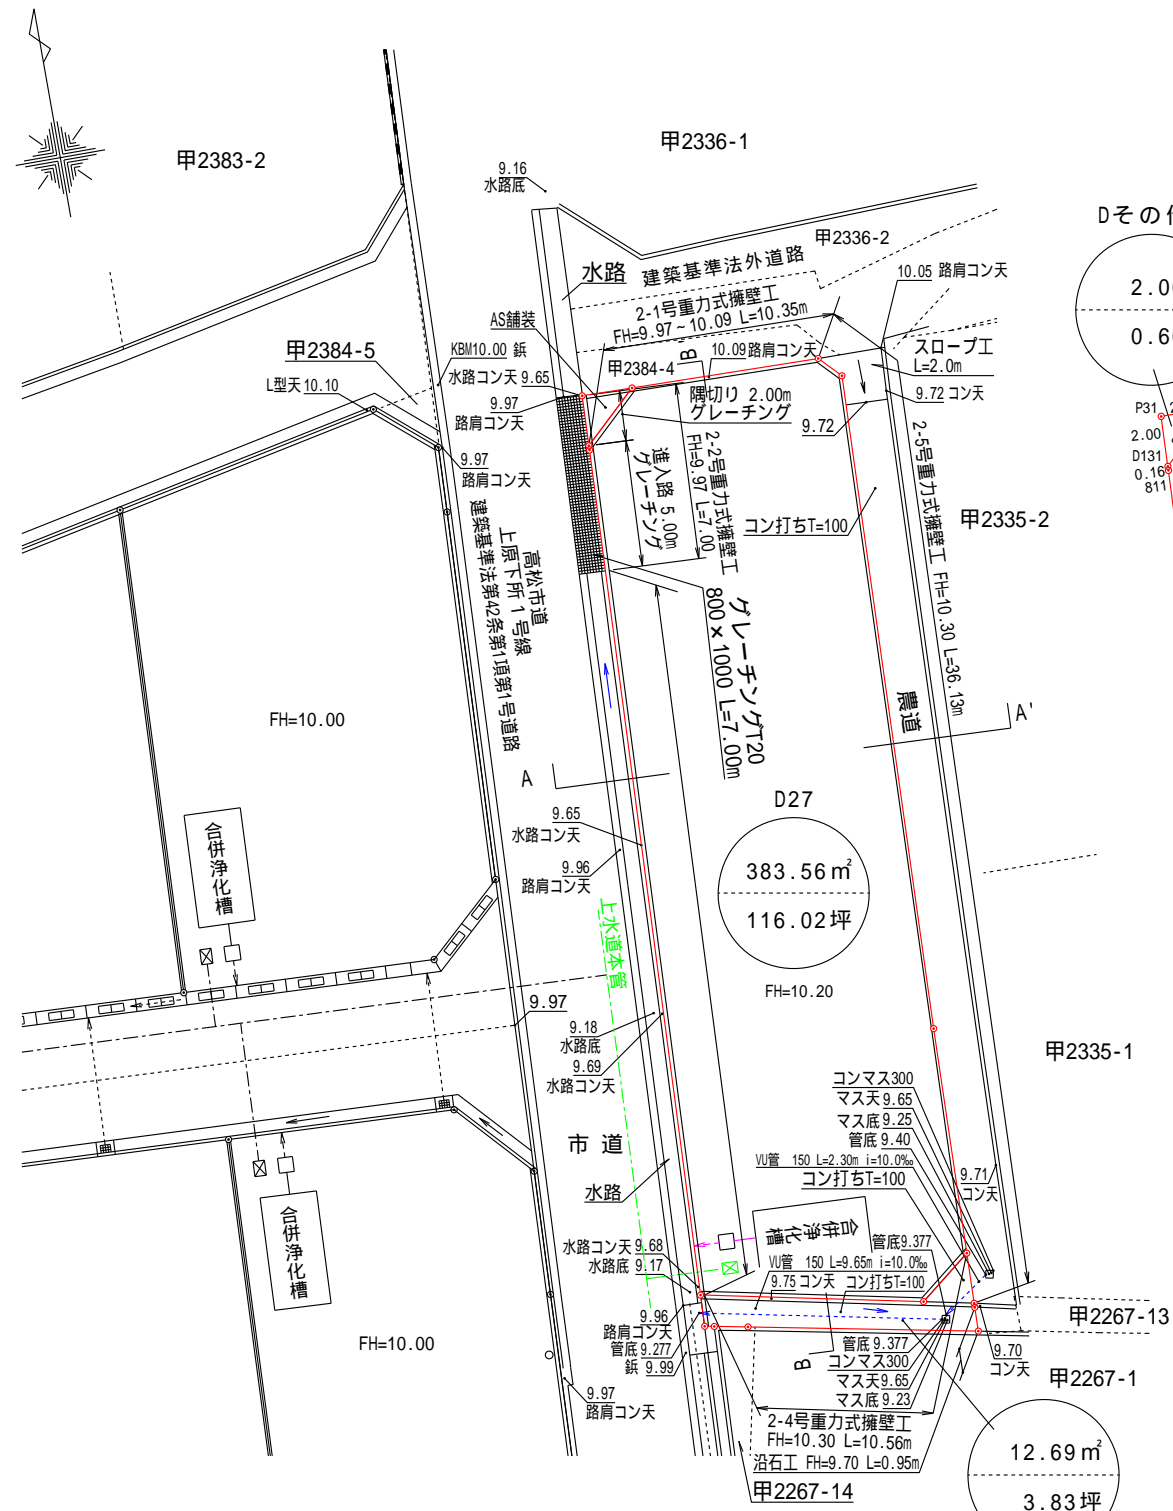 甲2383-2
甲2336-1
9.16
水路底
甲2336-2
水路
建築基準法外道路
10.05 路肩コン天
2-1号重力式擁壁工
FH=9.97~10.09 L=10.35m
AS舗装
甲2384-5
KBM10.00 鋲
L型天 10.10
水路コン天 9.65
9.97
路肩コン天
甲2384-4
B
10.09 路肩コン天
スロープ工
L=2.0m
9.72 コン天
隅切り 2.00m
グレーチング
9.72
9.97
路肩コン天
進入路 5.00m
グレーチング
2-2号重力式擁壁工
FH=9.97 L=7.00
コン打ちT=100
2-5号重力式擁壁工 FH=10.30 L=36.13m
甲2335-2
高松市道
上原下所1号線
建築基準法第42条第1項第1号道路
グレーチングT20
800×1000 L=7.00m
農道
FH=10.00
A
A'
D27
383.56㎡
116.02坪
FH=10.20
9.65
水路コン天
9.96
路肩コン天
合併浄化槽
上水道本管
9.97
9.18
水路底
9.69
水路コン天
甲2335-1
コンマス300
マス天 9.65
マス底 9.25
管底 9.40
VU管 150 L=2.30m i=10.0‰
コン打ちT=100
9.71
コン天
市道
水路
合併浄化槽
合併浄化槽
水路コン天 9.68
水路底 9.17
管底 9.377
VU管 150 L=9.65m i=10.0‰
9.75 コン天
コン打ちT=100
9.96
路肩コン天
管底 9.277
鋲 9.99
B
管底 9.377
コンマス300
マス天 9.65
マス底 9.23
9.70
コン天
甲2267-13
甲2267-1
FH=10.00
9.97
路肩コン天
2-4号重力式擁壁工
FH=10.30 L=10.56m
沿石工 FH=9.70 L=0.95m
甲2267-14
12.69㎡
3.83坪
P31
2.00
D131
0.16
811